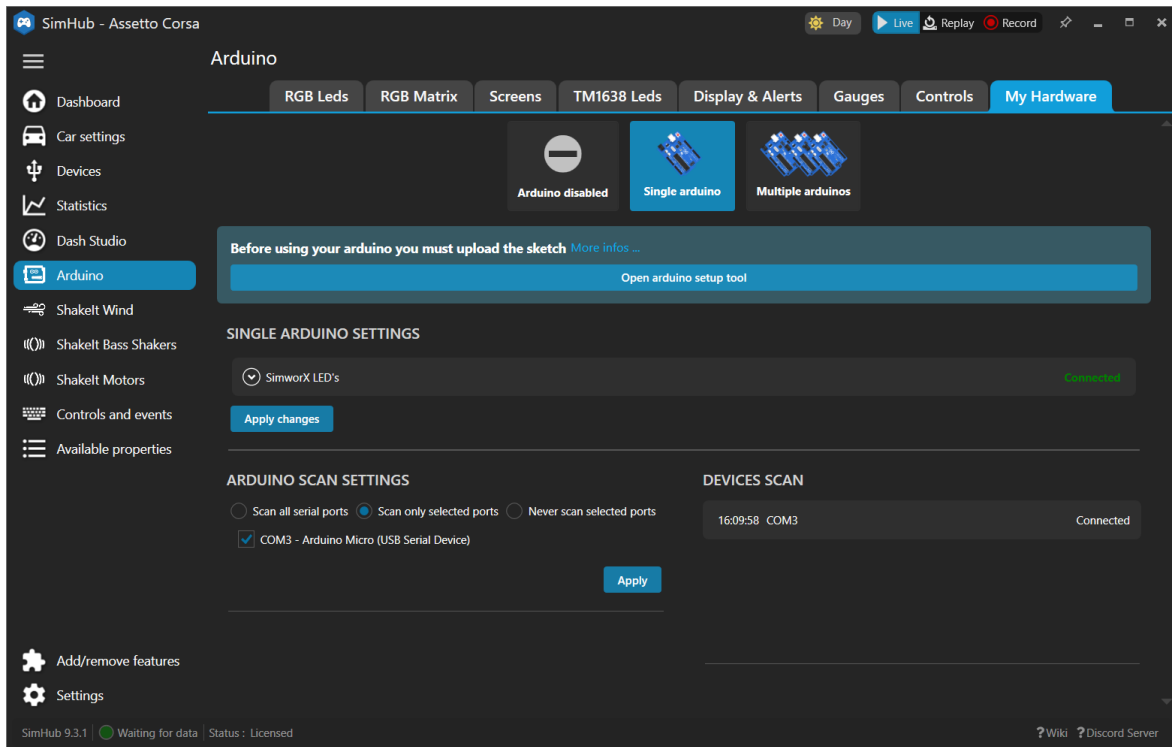 SimHub - Assetto Corsa
Day
Live
Replay
Record
Arduino
Dashboard
Car settings
Devices
Statistics
Dash Studio
Arduino
ShakeIt Wind
ShakeIt Bass Shakers
ShakeIt Motors
Controls and events
Available properties
Add/remove features
Settings
RGB Leds
RGB Matrix
Screens
TM1638 Leds
Display & Alerts
Gauges
Controls
My Hardware
Arduino disabled
Single arduino
Multiple arduinos
Before using your arduino you must upload the sketch More infos ...
Open arduino setup tool
SINGLE ARDUINO SETTINGS
SimworX LED's
Connected
Apply changes
ARDUINO SCAN SETTINGS
Scan all serial ports
Scan only selected ports
Never scan selected ports
COM3 - Arduino Micro (USB Serial Device)
Apply
DEVICES SCAN
16:09:58 COM3
Connected
SimHub 9.3.1
Waiting for data
Status : Licensed
?Wiki
?Discord Server